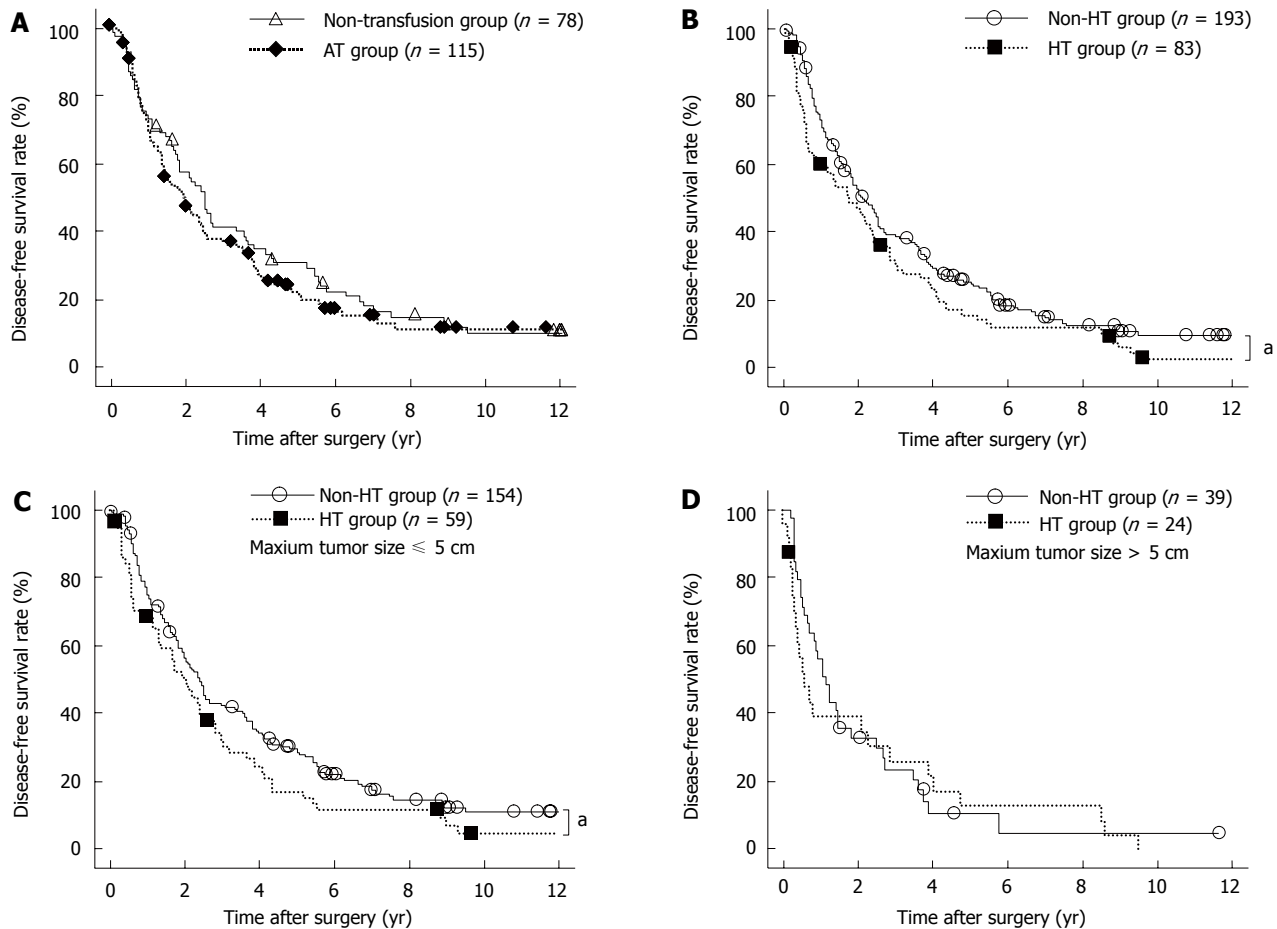 A
Non-transfusion group (n = 78)
AT group (n = 115)
Disease-free survival rate (%)
100
80
60
40
20
0
0 2 4 6 8 10 12
Time after surgery (yr)
B
Non-HT group (n = 193)
HT group (n = 83)
Disease-free survival rate (%)
100
80
60
40
20
0
a
0 2 4 6 8 10 12
Time after surgery (yr)
C
Non-HT group (n = 154)
HT group (n = 59)
Maxium tumor size ⩽ 5 cm
Disease-free survival rate (%)
100
80
60
40
20
0
a
0 2 4 6 8 10 12
Time after surgery (yr)
D
Non-HT group (n = 39)
HT group (n = 24)
Maxium tumor size > 5 cm
Disease-free survival rate (%)
100
80
60
40
20
0
0 2 4 6 8 10 12
Time after surgery (yr)